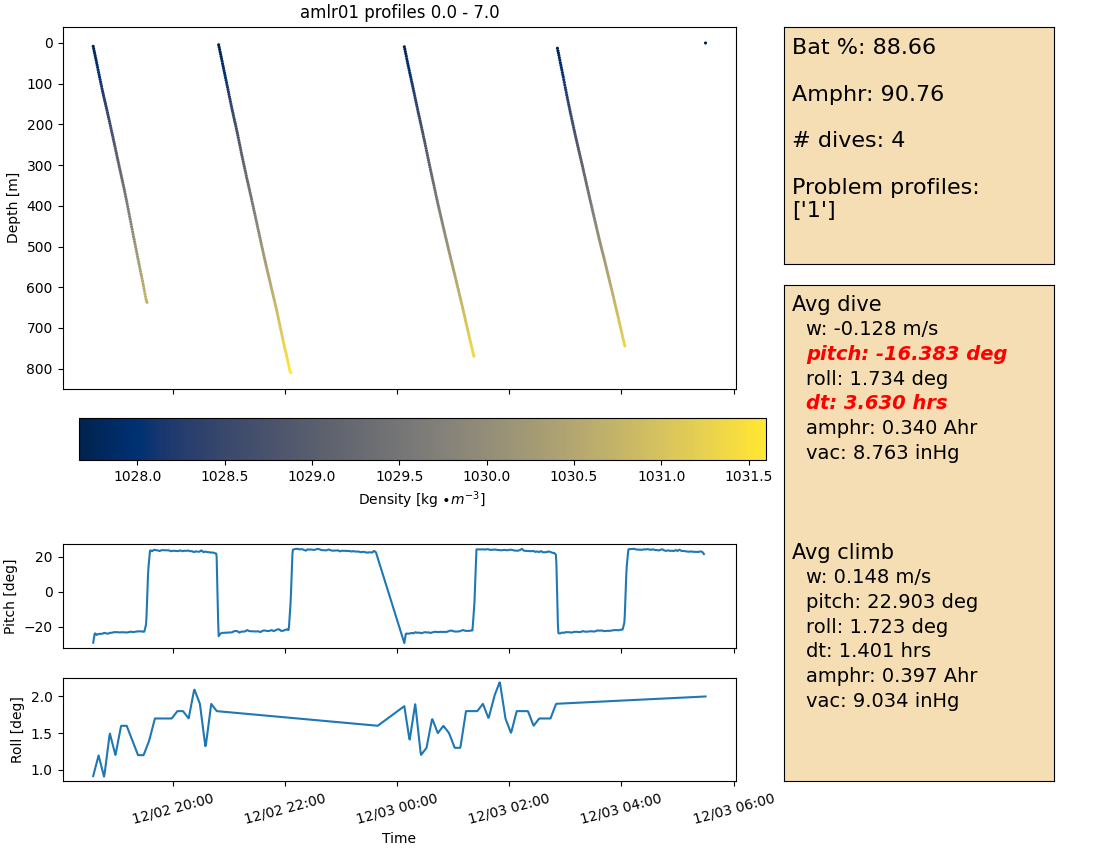 amlr01 profiles 0.0 - 7.0
Depth [m]
0
100
200
300
400
500
600
700
800
1028.0 1028.5 1029.0 1029.5 1030.0 1030.5 1031.0 1031.5
Density [kg •m⁻³]
Pitch [deg]
20
0
−20
Roll [deg]
2.0
1.5
1.0
12/02 20:00 12/02 22:00 12/03 00:00 12/03 02:00 12/03 04:00 12/03 06:00
Time
Bat %: 88.66
Amphr: 90.76
# dives: 4
Problem profiles:
['1']
Avg dive
w: -0.128 m/s
pitch: -16.383 deg
roll: 1.734 deg
dt: 3.630 hrs
amphr: 0.340 Ahr
vac: 8.763 inHg
Avg climb
w: 0.148 m/s
pitch: 22.903 deg
roll: 1.723 deg
dt: 1.401 hrs
amphr: 0.397 Ahr
vac: 9.034 inHg